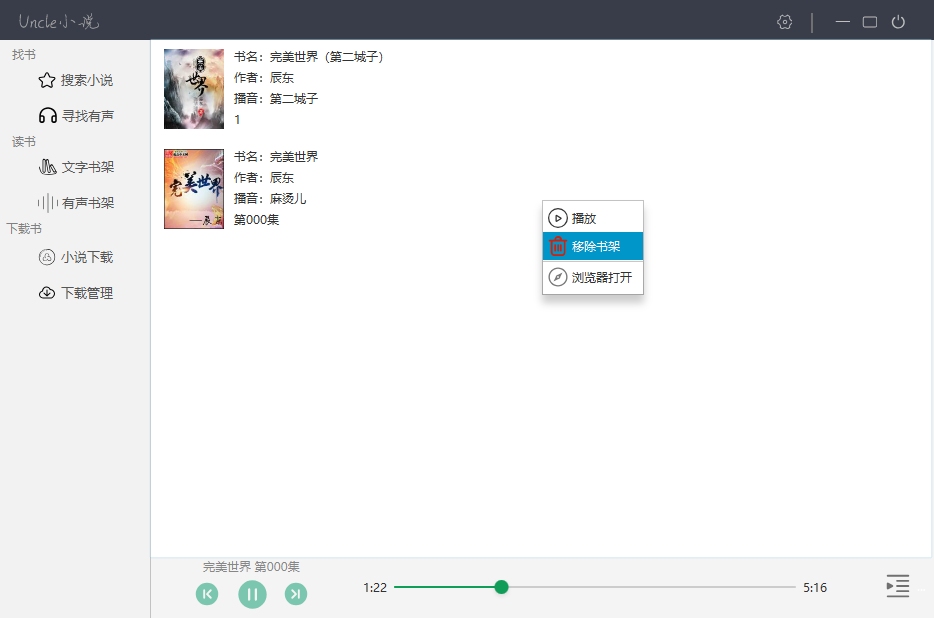 Uncle小说
找书
搜索小说
寻找有声
读书
文字书架
有声书架
下载书
小说下载
下载管理
书名：完美世界（第二城子）
作者：辰东
播音：第二城子
1
完美世界
书名：完美世界
作者：辰东
播音：麻烫儿
第000集
播放
移除书架
浏览器打开
完美世界 第000集
1:22
5:16